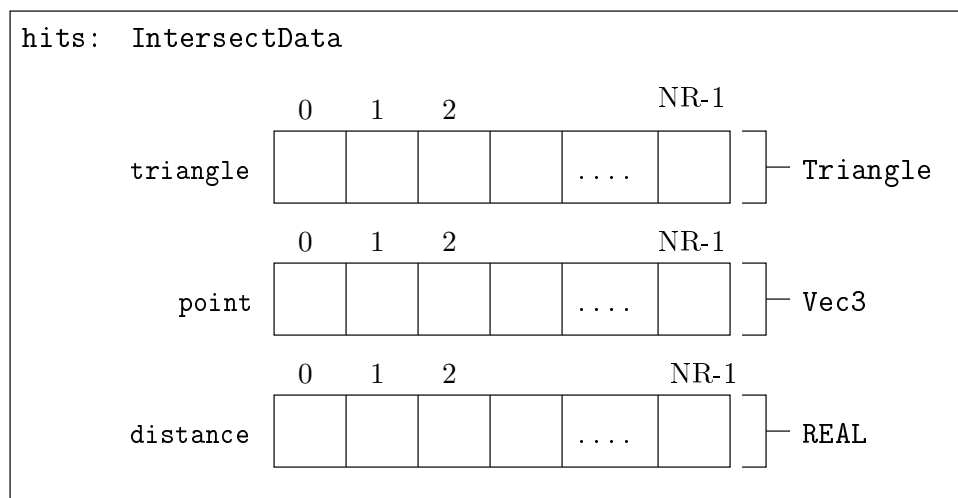 hits: IntersectData
0 1 2 NR-1
triangle .... Triangle
0 1 2 NR-1
point .... Vec3
0 1 2 NR-1
distance .... REAL